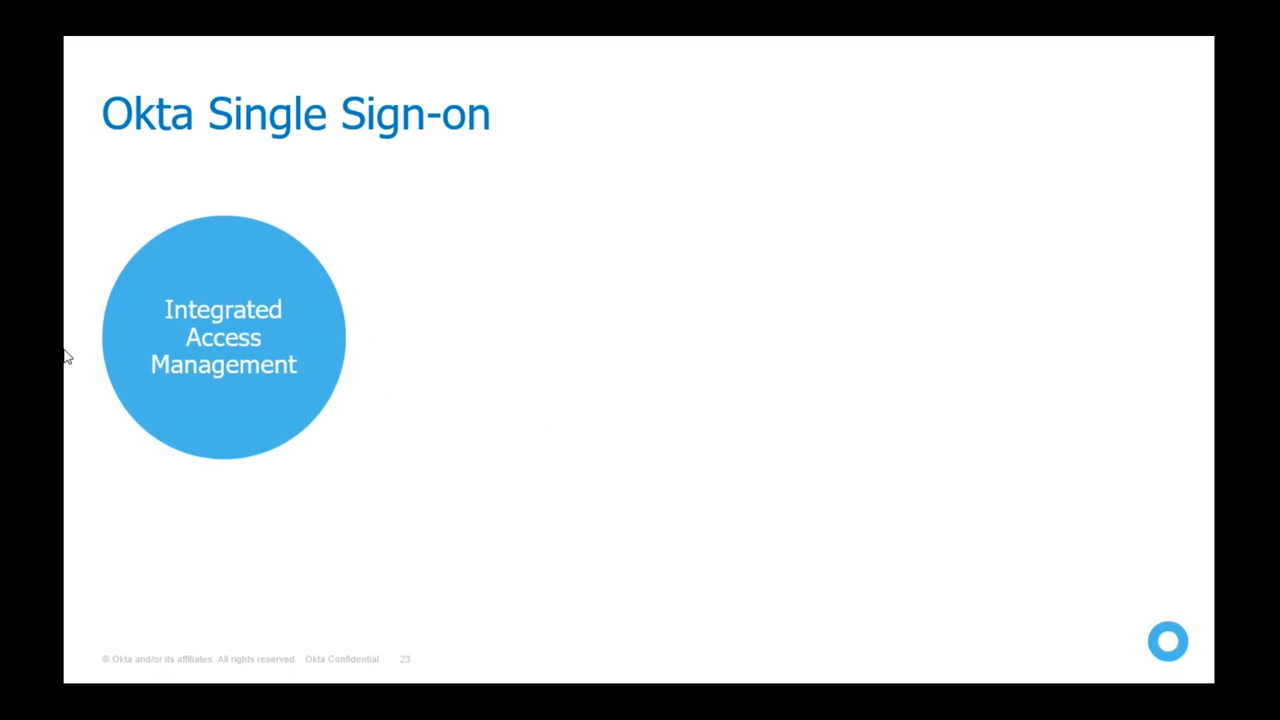 Okta Single Sign-on
Integrated
Access
Management
© Okta and/or its affiliates. All rights reserved. Okta Confidential 23